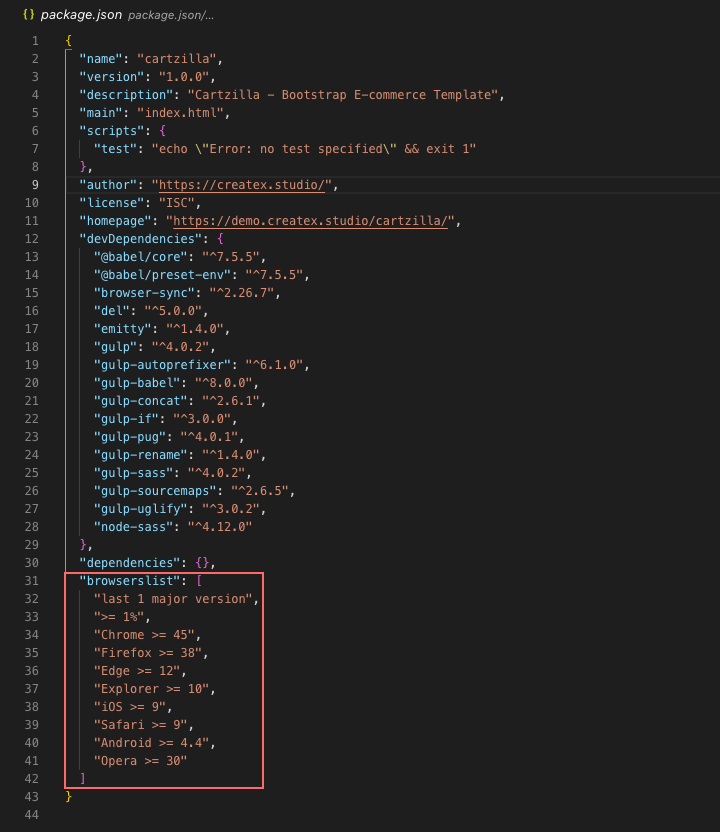 {} package.json package.json/...
1 {
2 "name": "cartzilla",
3 "version": "1.0.0",
4 "description": "Cartzilla - Bootstrap E-commerce Template",
5 "main": "index.html",
6 "scripts": {
7 "test": "echo \"Error: no test specified\" && exit 1"
8 },
9 "author": "https://createx.studio/",
10 "license": "ISC",
11 "homepage": "https://demo.createx.studio/cartzilla/",
12 "devDependencies": {
13 "@babel/core": "^7.5.5",
14 "@babel/preset-env": "^7.5.5",
15 "browser-sync": "^2.26.7",
16 "del": "^5.0.0",
17 "emitty": "^1.4.0",
18 "gulp": "^4.0.2",
19 "gulp-autoprefixer": "^6.1.0",
20 "gulp-babel": "^8.0.0",
21 "gulp-concat": "^2.6.1",
22 "gulp-if": "^3.0.0",
23 "gulp-pug": "^4.0.1",
24 "gulp-rename": "^1.4.0",
25 "gulp-sass": "^4.0.2",
26 "gulp-sourcemaps": "^2.6.5",
27 "gulp-uglify": "^3.0.2",
28 "node-sass": "^4.12.0"
29 },
30 "dependencies": {},
31 "browserslist": [
32 "last 1 major version",
33 ">= 1%",
34 "Chrome >= 45",
35 "Firefox >= 38",
36 "Edge >= 12",
37 "Explorer >= 10",
38 "iOS >= 9",
39 "Safari >= 9",
40 "Android >= 4.4",
41 "Opera >= 30"
42 ]
43 }
44